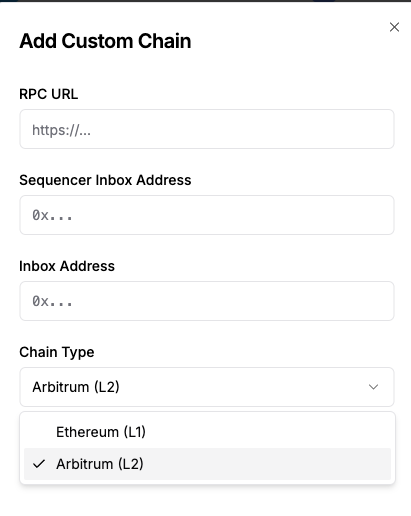 Add Custom Chain
RPC URL
https://...
Sequencer Inbox Address
0x...
Inbox Address
0x...
Chain Type
Arbitrum (L2)
Ethereum (L1)
Arbitrum (L2)